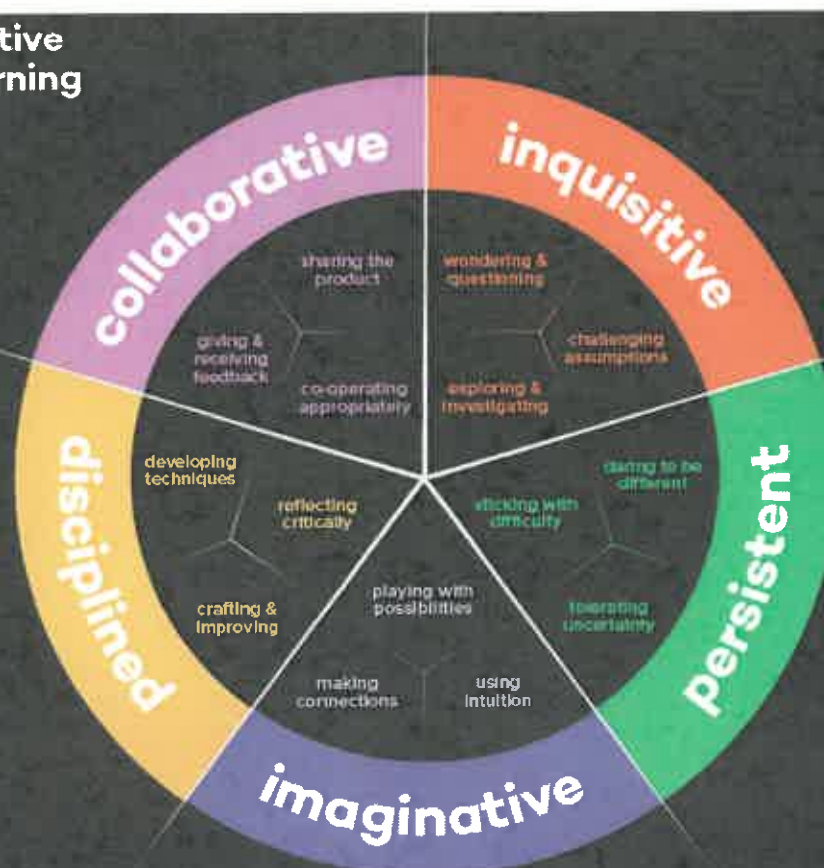 tive
rning
collaborative
inquisitive
sharing the
product
wondering &
questioning
giving &
receiving
feedback
challenging
assumptions
co-operating
appropriately
exploring &
investigating
developing
techniques
reflecting
critically
sticking with
difficulty
daring to be
different
disciplined
persistent
crafting &
improving
playing with
possibilities
tolerating
uncertainty
making
connections
using
intuition
imaginative